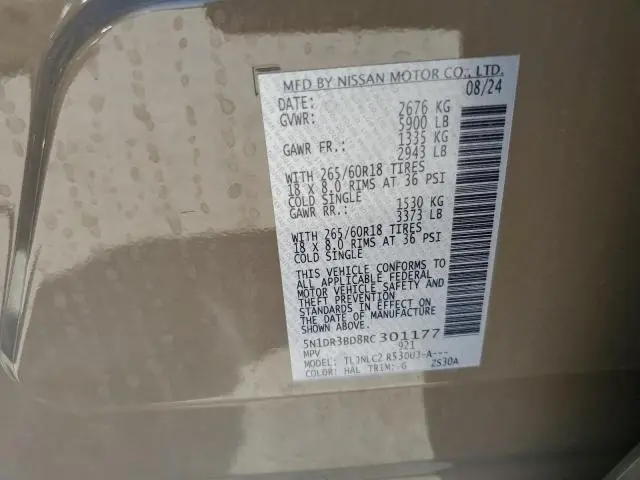 MFD BY NISSAN MOTOR CO., LTD.
DATE: 08/24
GVWR: 2676 KG
5900 LB
GAWR FR.: 1335 KG
2943 LB
WITH 265/60R18 TIRES
18 X 8.0 RIMS AT 36 PSI
COLD SINGLE
GAWR RR.: 1530 KG
3373 LB
WITH 265/60R18 TIRES
18 X 8.0 RIMS AT 36 PSI
COLD SINGLE
THIS VEHICLE CONFORMS TO
ALL APPLICABLE FEDERAL
MOTOR VEHICLE SAFETY AND
THEFT PREVENTION
STANDARDS IN EFFECT ON
THE DATE OF MANUFACTURE
SHOWN ABOVE.
5N1DR3BD8RC301177
MPV 921
MODEL:
COLOR: HAL TRIM: G 2S30A